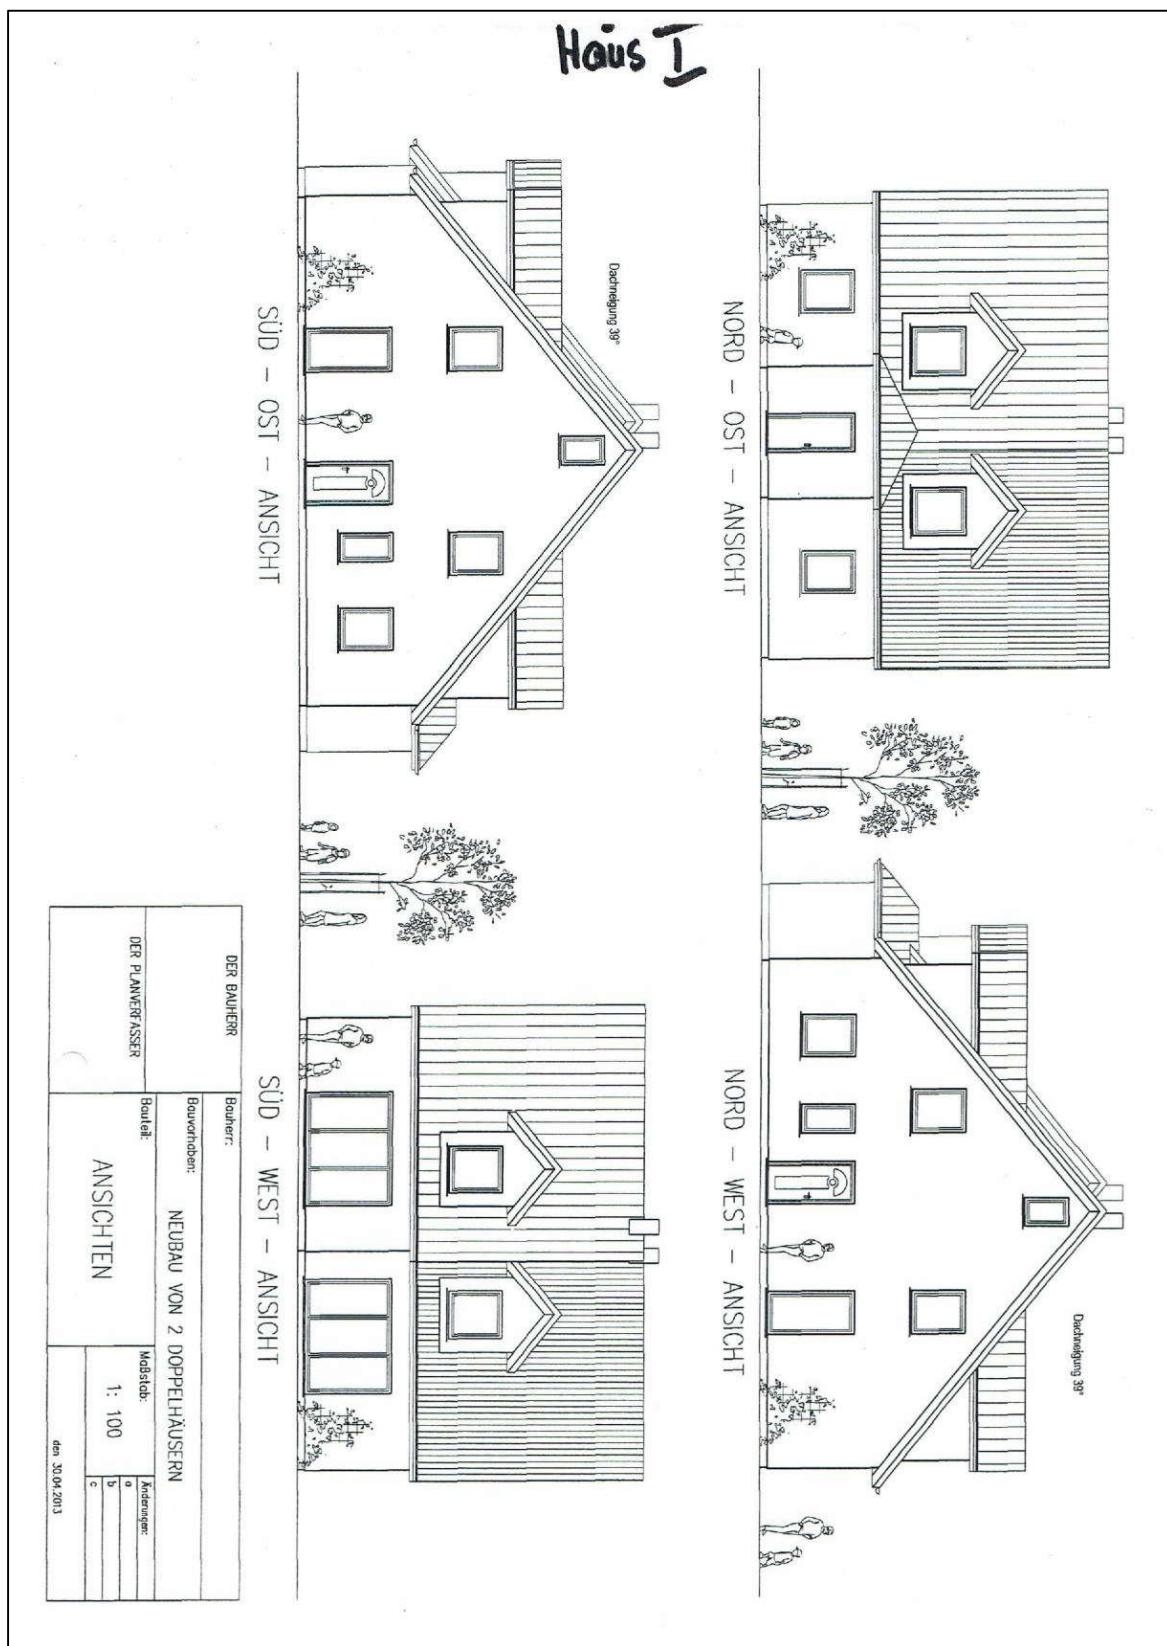 Haus I
Dachneigung 39°
NORD - OST - ANSICHT
NORD - WEST - ANSICHT
Dachneigung 39°
SÜD - OST - ANSICHT
SÜD - WEST - ANSICHT
DER BAUHERR
DER PLANVERFASSER
Bauherr:
Bauvorhaben:
NEUBAU VON 2 DOPPELHÄUSERN
Bauteil:
ANSICHTEN
Maßstab:
1: 100
Änderungen:
a
b
c
den 30.04.2013